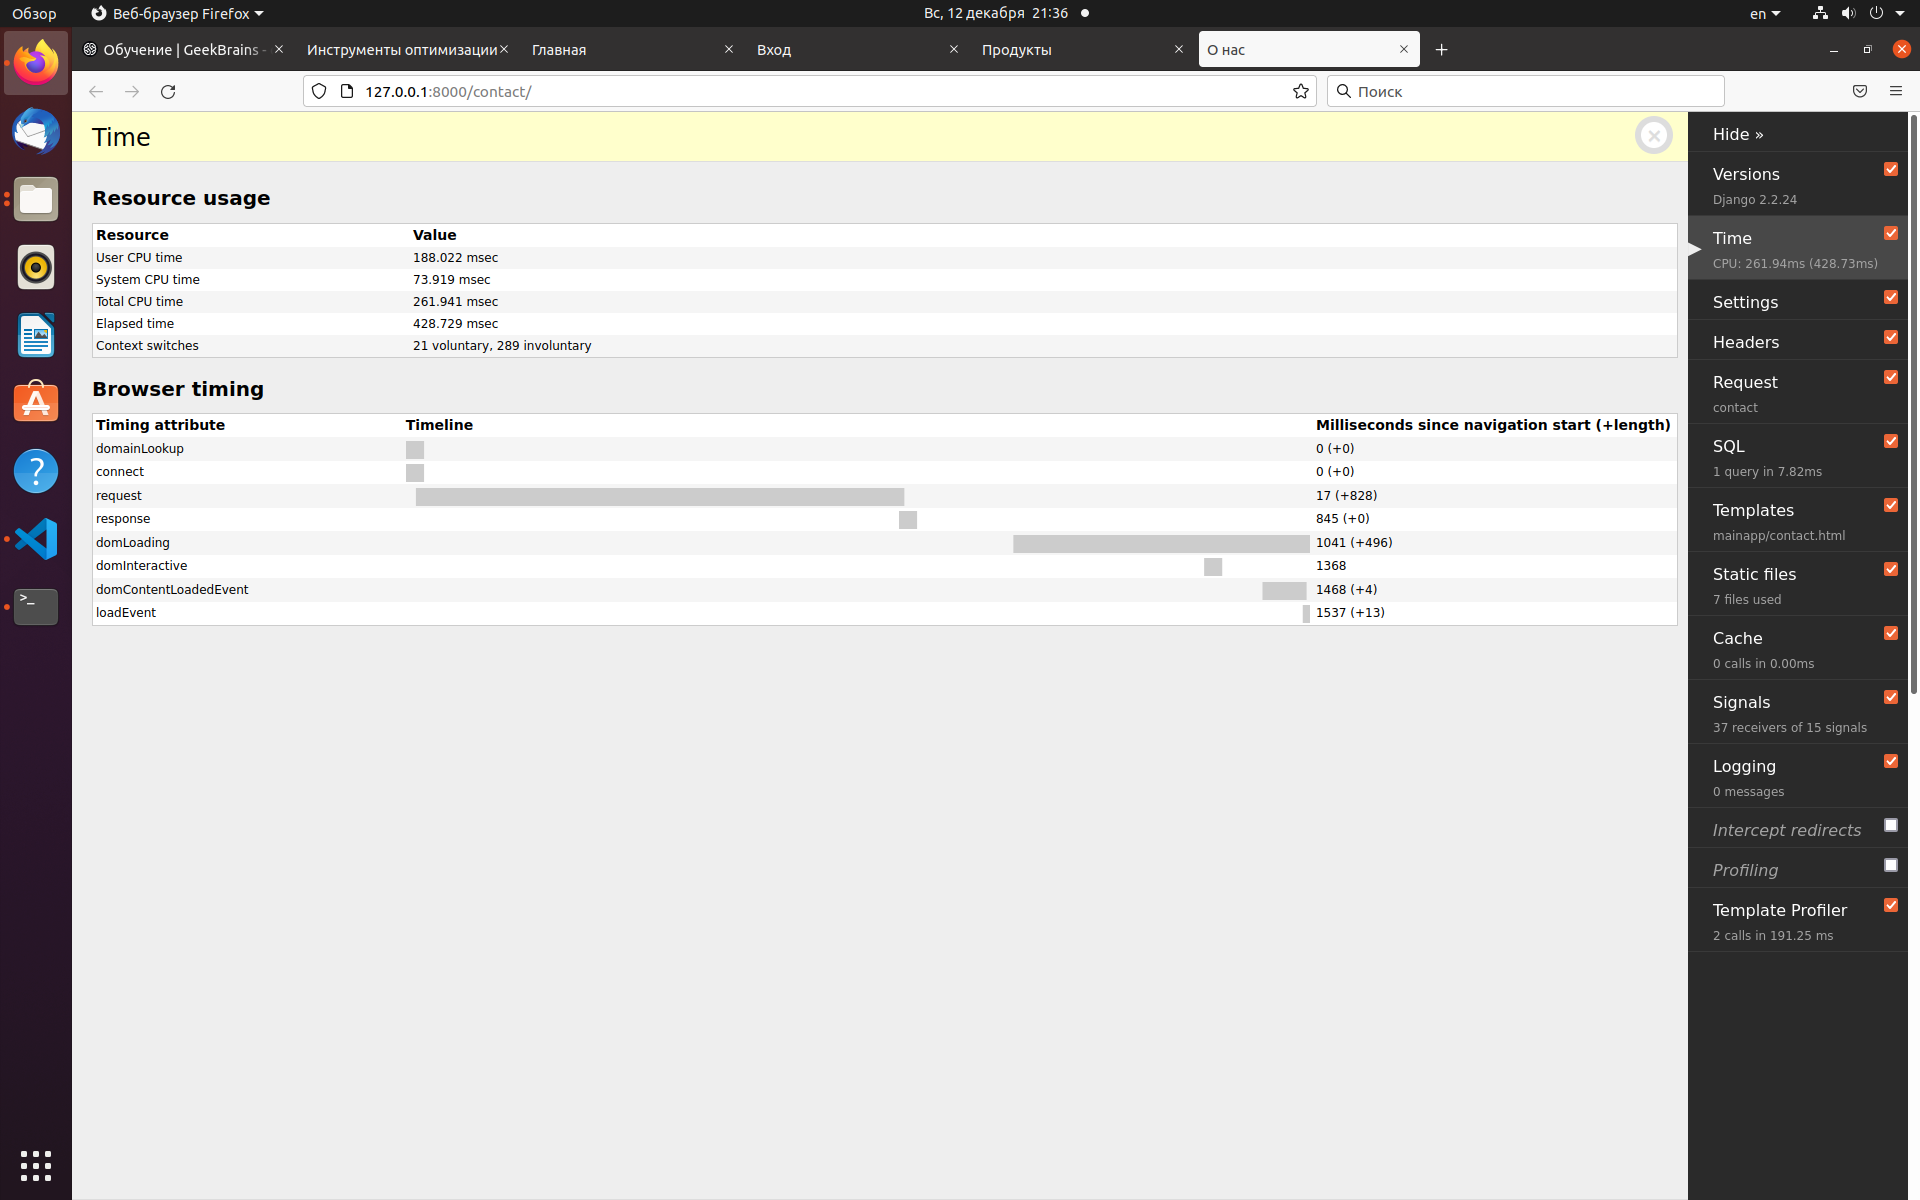 Обзор
Веб-браузер Firefox
Вс, 12 декабря 21:36
en
Обучение | GeekBrains -
Инструменты оптимизации
Главная
Вход
Продукты
О нас
127.0.0.1:8000/contact/
Поиск
Time
Resource usage
Resource Value
User CPU time 188.022 msec
System CPU time 73.919 msec
Total CPU time 261.941 msec
Elapsed time 428.729 msec
Context switches 21 voluntary, 289 involuntary
Browser timing
Timing attribute Timeline Milliseconds since navigation start (+length)
domainLookup 0 (+0)
connect 0 (+0)
request 17 (+828)
response 845 (+0)
domLoading 1041 (+496)
domInteractive 1368
domContentLoadedEvent 1468 (+4)
loadEvent 1537 (+13)
Hide »
Versions
Django 2.2.24
Time
CPU: 261.94ms (428.73ms)
Settings
Headers
Request
contact
SQL
1 query in 7.82ms
Templates
mainapp/contact.html
Static files
7 files used
Cache
0 calls in 0.00ms
Signals
37 receivers of 15 signals
Logging
0 messages
Intercept redirects
Profiling
Template Profiler
2 calls in 191.25 ms